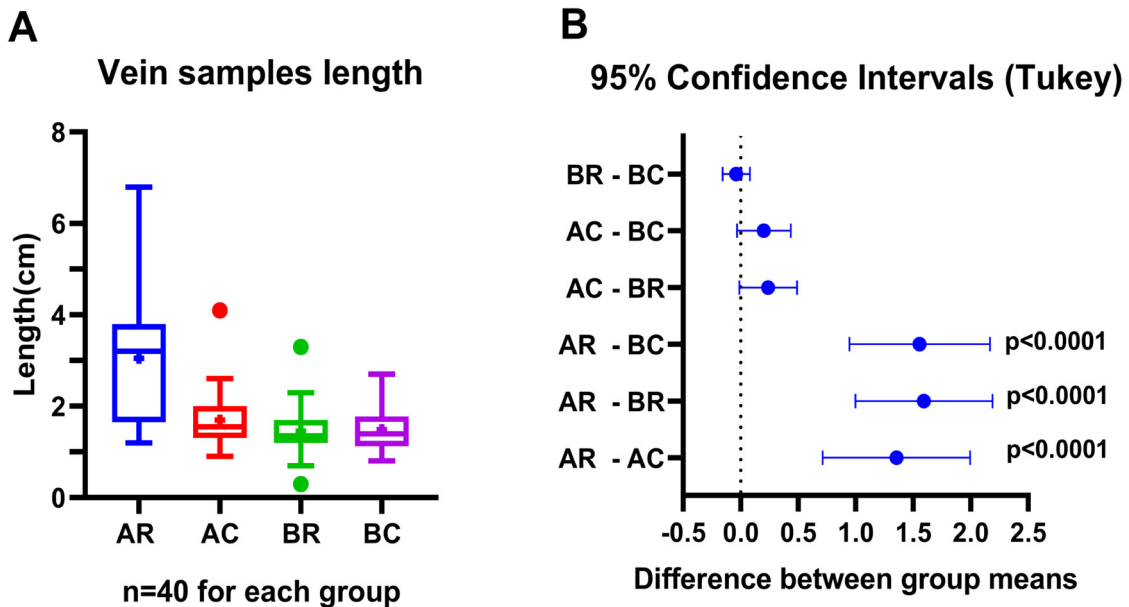 A
Vein samples length
Length(cm)
8
6
4
2
0
AR AC BR BC
n=40 for each group
B
95% Confidence Intervals (Tukey)
BR - BC
AC - BC
AC - BR
AR - BC p<0.0001
AR - BR p<0.0001
AR - AC p<0.0001
-0.5 0.0 0.5 1.0 1.5 2.0 2.5
Difference between group means